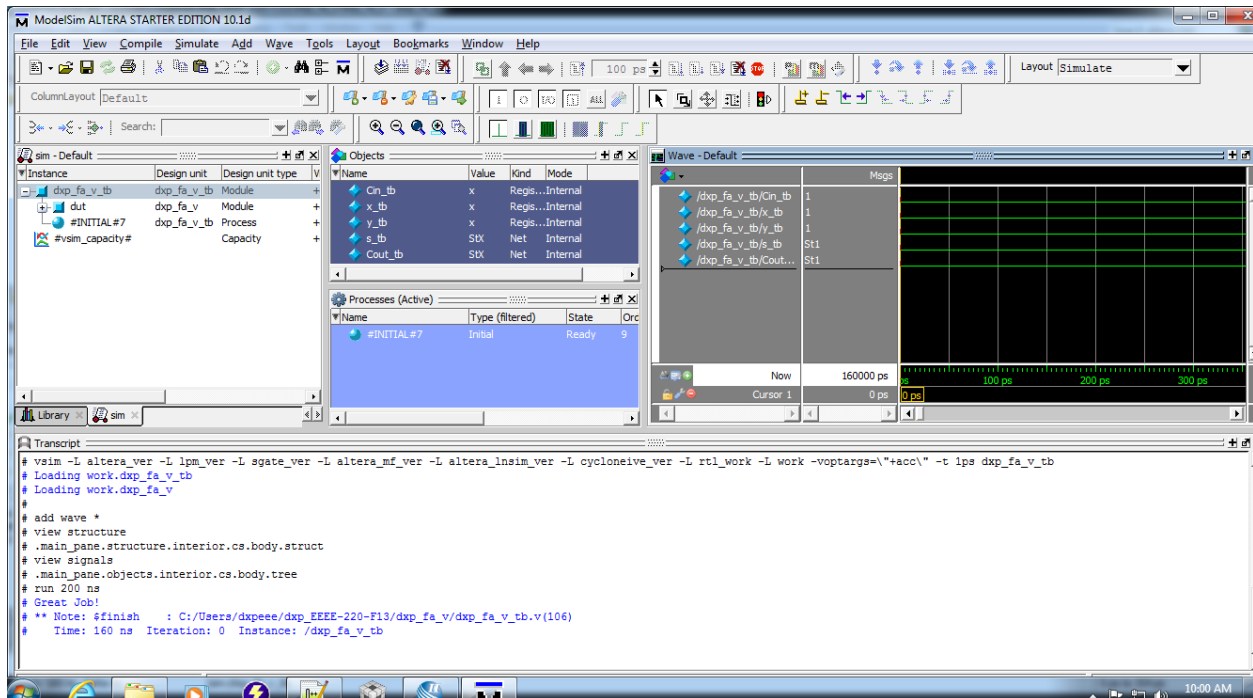 ModelSim ALTERA STARTER EDITION 10.1d
File Edit View Compile Simulate Add Wave Tools Layout Bookmarks Window Help
100 ps
Layout Simulate
ColumnLayout Default
Search:
sim - Default
Instance Design unit Design unit type V
dxp_fa_v_tb dxp_fa_v_tb Module +
dut dxp_fa_v Module +
#INITIAL#7 dxp_fa_v_tb Process +
#vsim_capacity# Capacity +
Library sim
Objects
Name Value Kind Mode
Cin_tb x Regis...Internal
x_tb x Regis...Internal
y_tb x Regis...Internal
s_tb StX Net Internal
Cout_tb StX Net Internal
Processes (Active)
Name Type (filtered) State Orc
#INITIAL#7 Initial Ready 9
Wave - Default
Msgs
/dxp_fa_v_tb/Cin_tb 1
/dxp_fa_v_tb/x_tb 1
/dxp_fa_v_tb/y_tb 1
/dxp_fa_v_tb/s_tb St1
/dxp_fa_v_tb/Cout... St1
Now 160000 ps ps 100 ps 200 ps 300 ps
Cursor 1 0 ps 0 ps
Transcript
# vsim -L altera_ver -L lpm_ver -L sgate_ver -L altera_mf_ver -L altera_lnsim_ver -L cycloneive_ver -L rtl_work -L work -voptargs=\"+acc\" -t 1ps dxp_fa_v_tb
# Loading work.dxp_fa_v_tb
# Loading work.dxp_fa_v
#
# add wave *
# view structure
# .main_pane.structure.interior.cs.body.struct
# view signals
# .main_pane.objects.interior.cs.body.tree
# run 200 ns
# Great Job!
# ** Note: $finish : C:/Users/dxpeee/dxp_EEEE-220-F13/dxp_fa_v/dxp_fa_v_tb.v(106)
# Time: 160 ns Iteration: 0 Instance: /dxp_fa_v_tb
10:00 AM